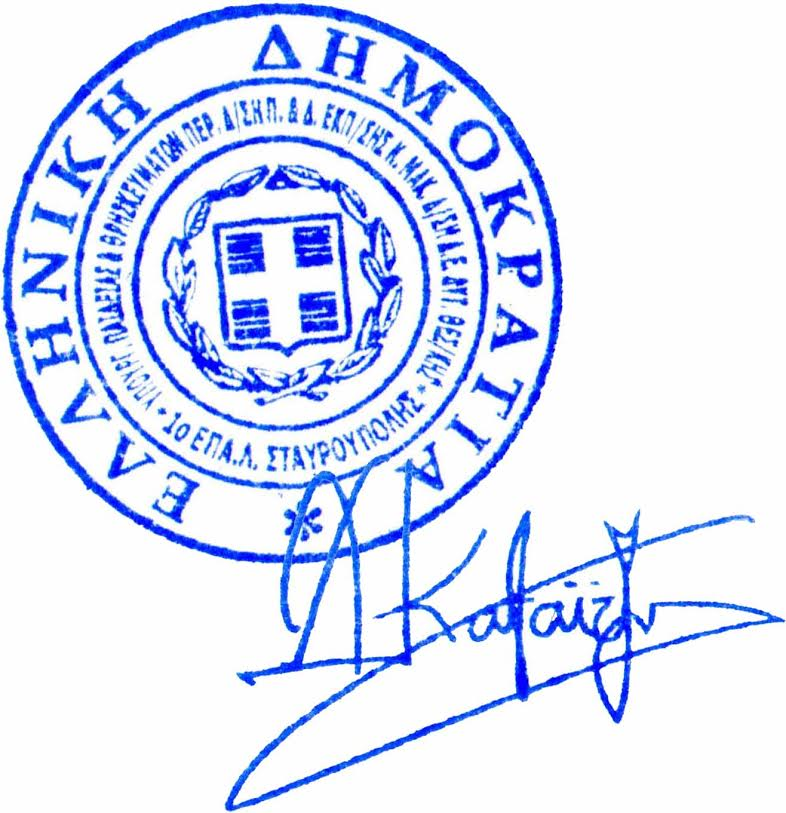 ΕΛΛΗΝΙΚΗ ΔΗΜΟΚΡΑΤΙΑ *
ΥΠΟΥΡΓ. ΠΑΙΔΕΙΑΣ & ΘΡΗΣΚΕΥΜΑΤΩΝ ΠΕΡ. Δ/ΣΗ Π. & Δ. ΕΚΠ/ΣΗΣ Κ. ΜΑΚ. Δ/ΣΗ Δ.Ε. ΔΥΤ. ΘΕΣ/ΚΗΣ
* 1ο ΕΠΑ.Λ. ΣΤΑΥΡΟΥΠΟΛΗΣ *